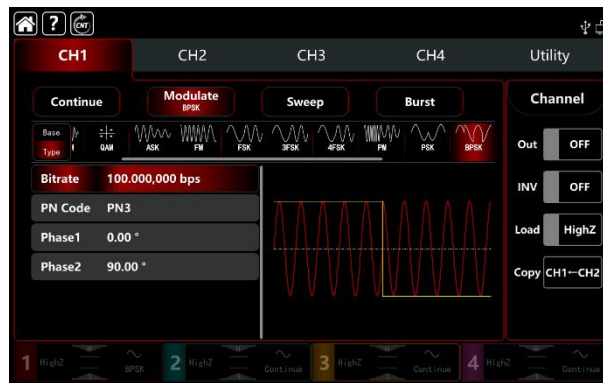 ? CNT
CH1 CH2 CH3 CH4 Utility
Continue Modulate Sweep Burst Channel
BPSK
Base
Type QAM ASK FM FSK 3FSK 4FSK PM PSK BPSK
Out OFF
Bitrate 100.000,000 bps
INV OFF
PN Code PN3
Phase1 0.00 °
Load HighZ
Phase2 90.00 °
Copy CH1←CH2
1 HighZ BPSK 2 HighZ Continue 3 HighZ Continue 4 HighZ Continue